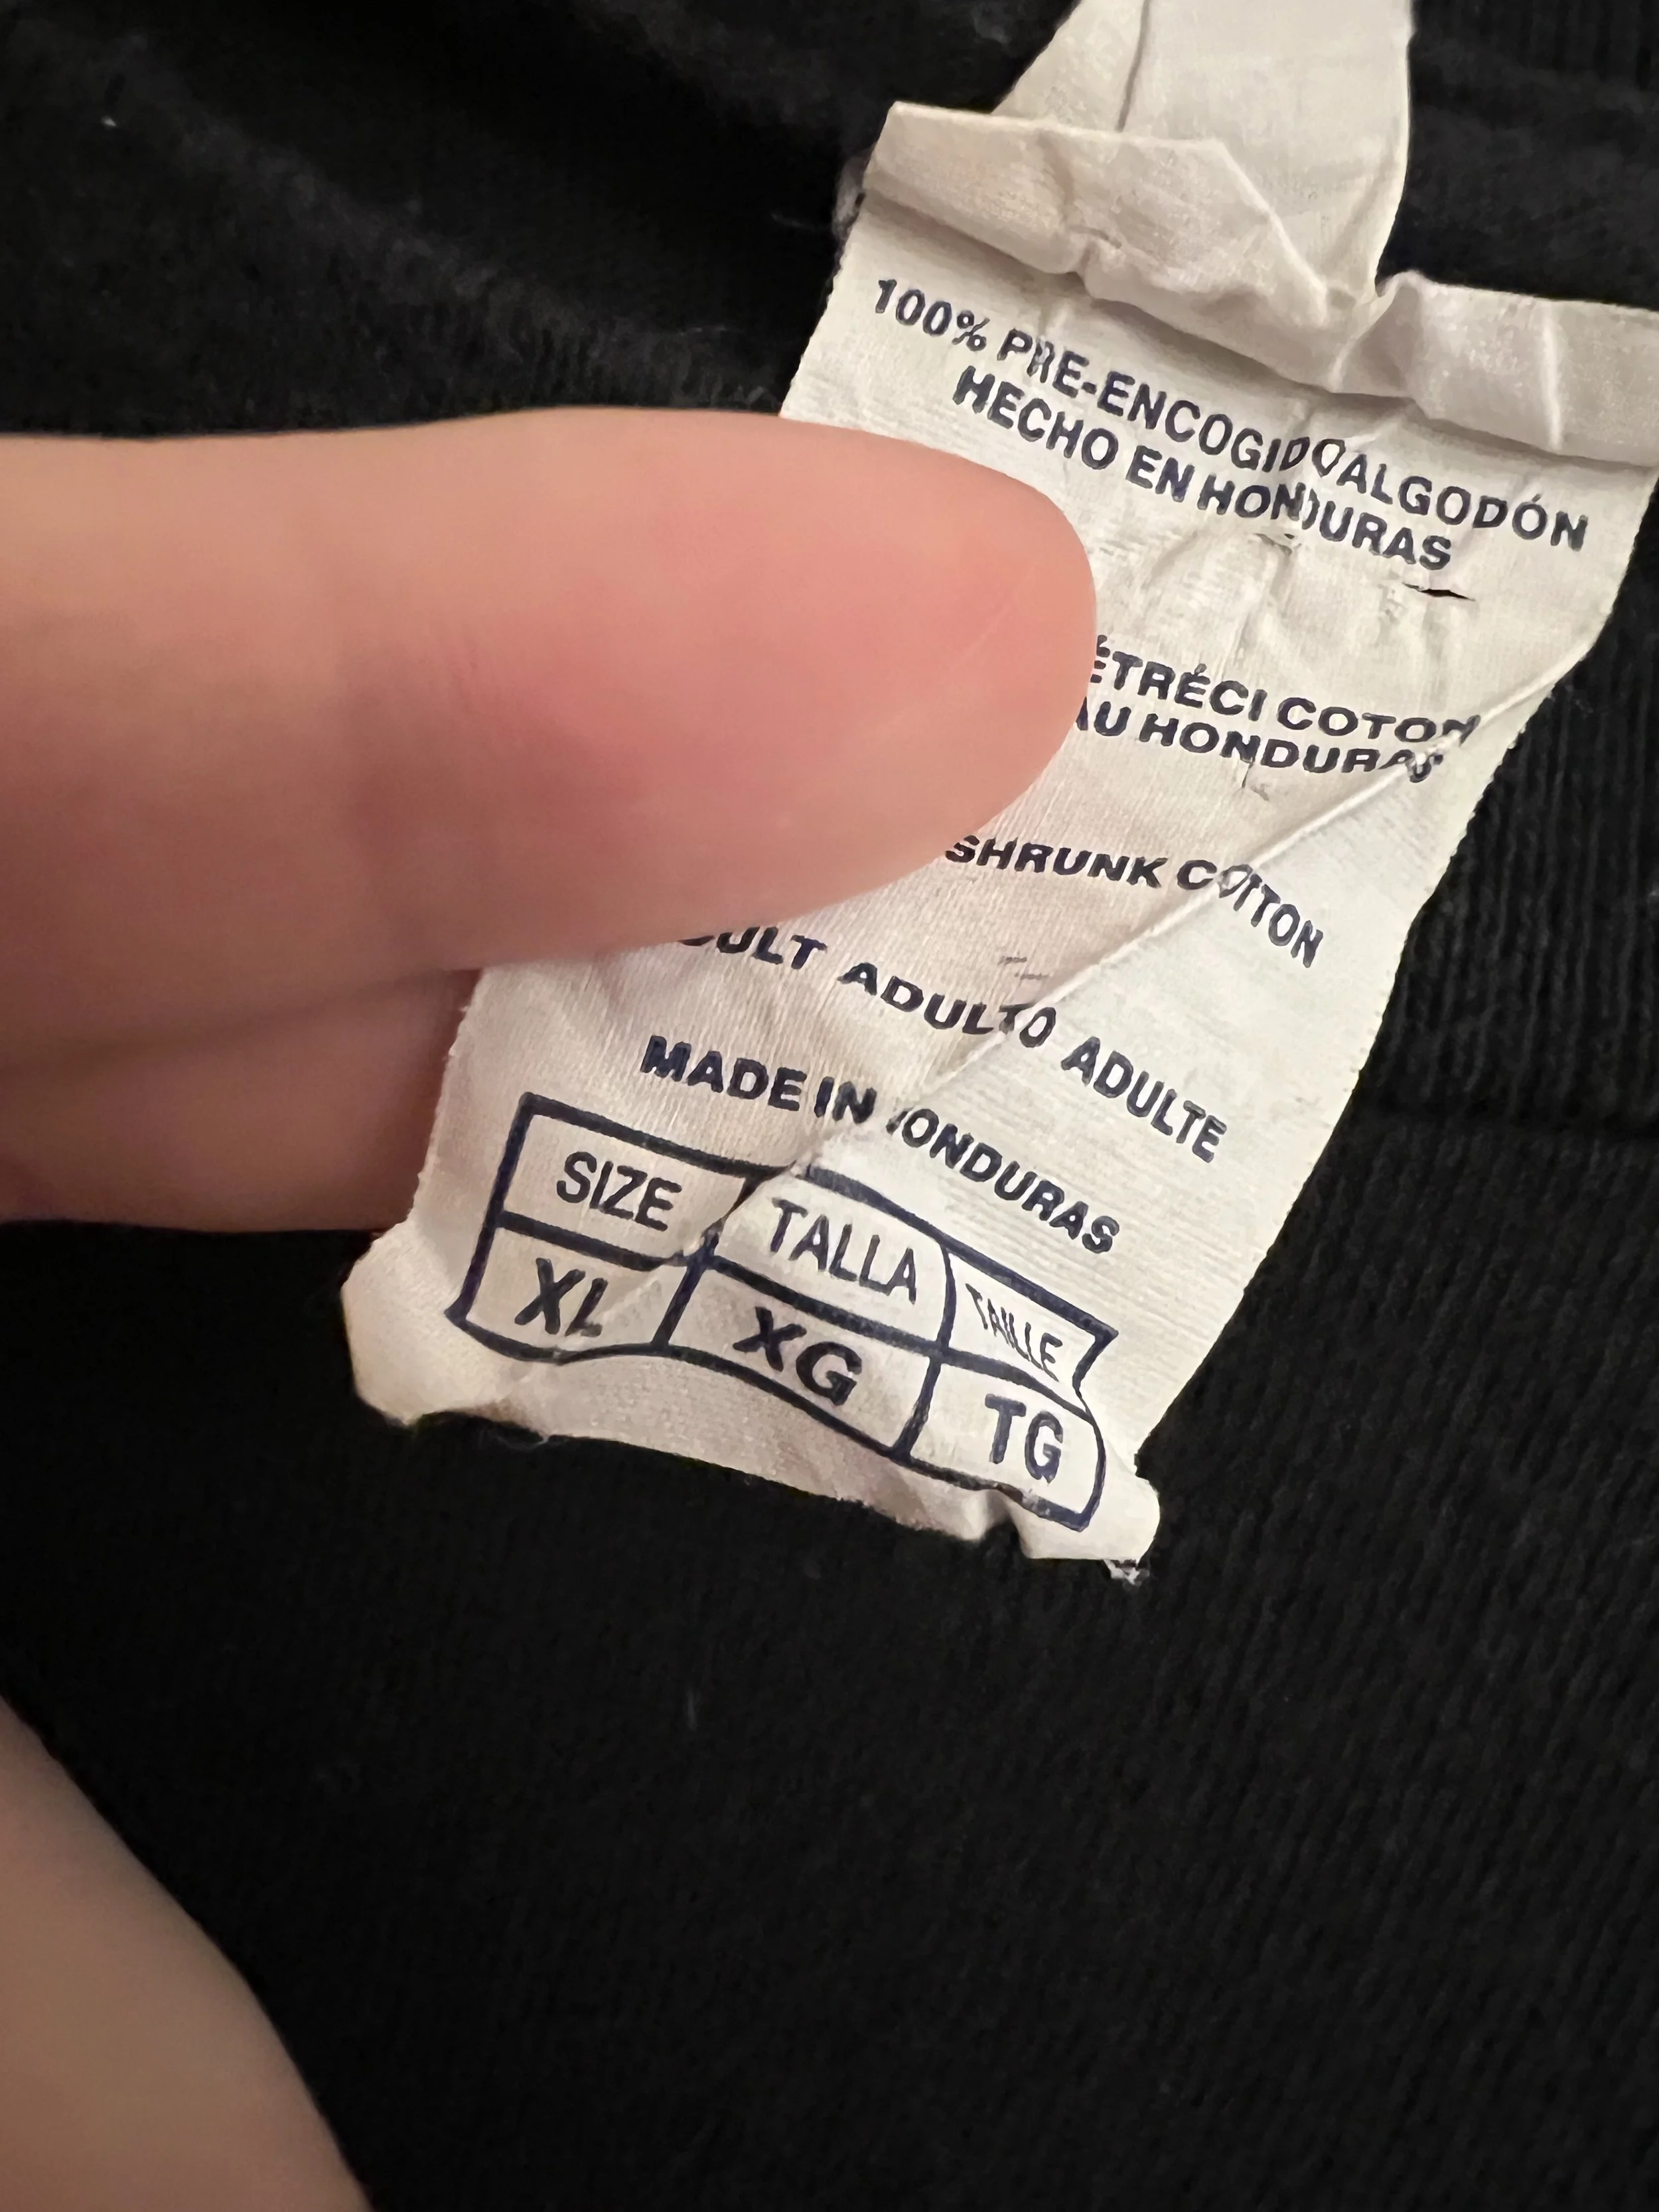 100% PRE-ENCOGIDO ALGODÓN
HECHO EN HONDURAS
ÉTRÉCI COTON
AU HONDURAS
SHRUNK COTTON
ADULTO ADULTE
MADE IN HONDURAS
SIZE TALLA TAILLE
XL XG TG